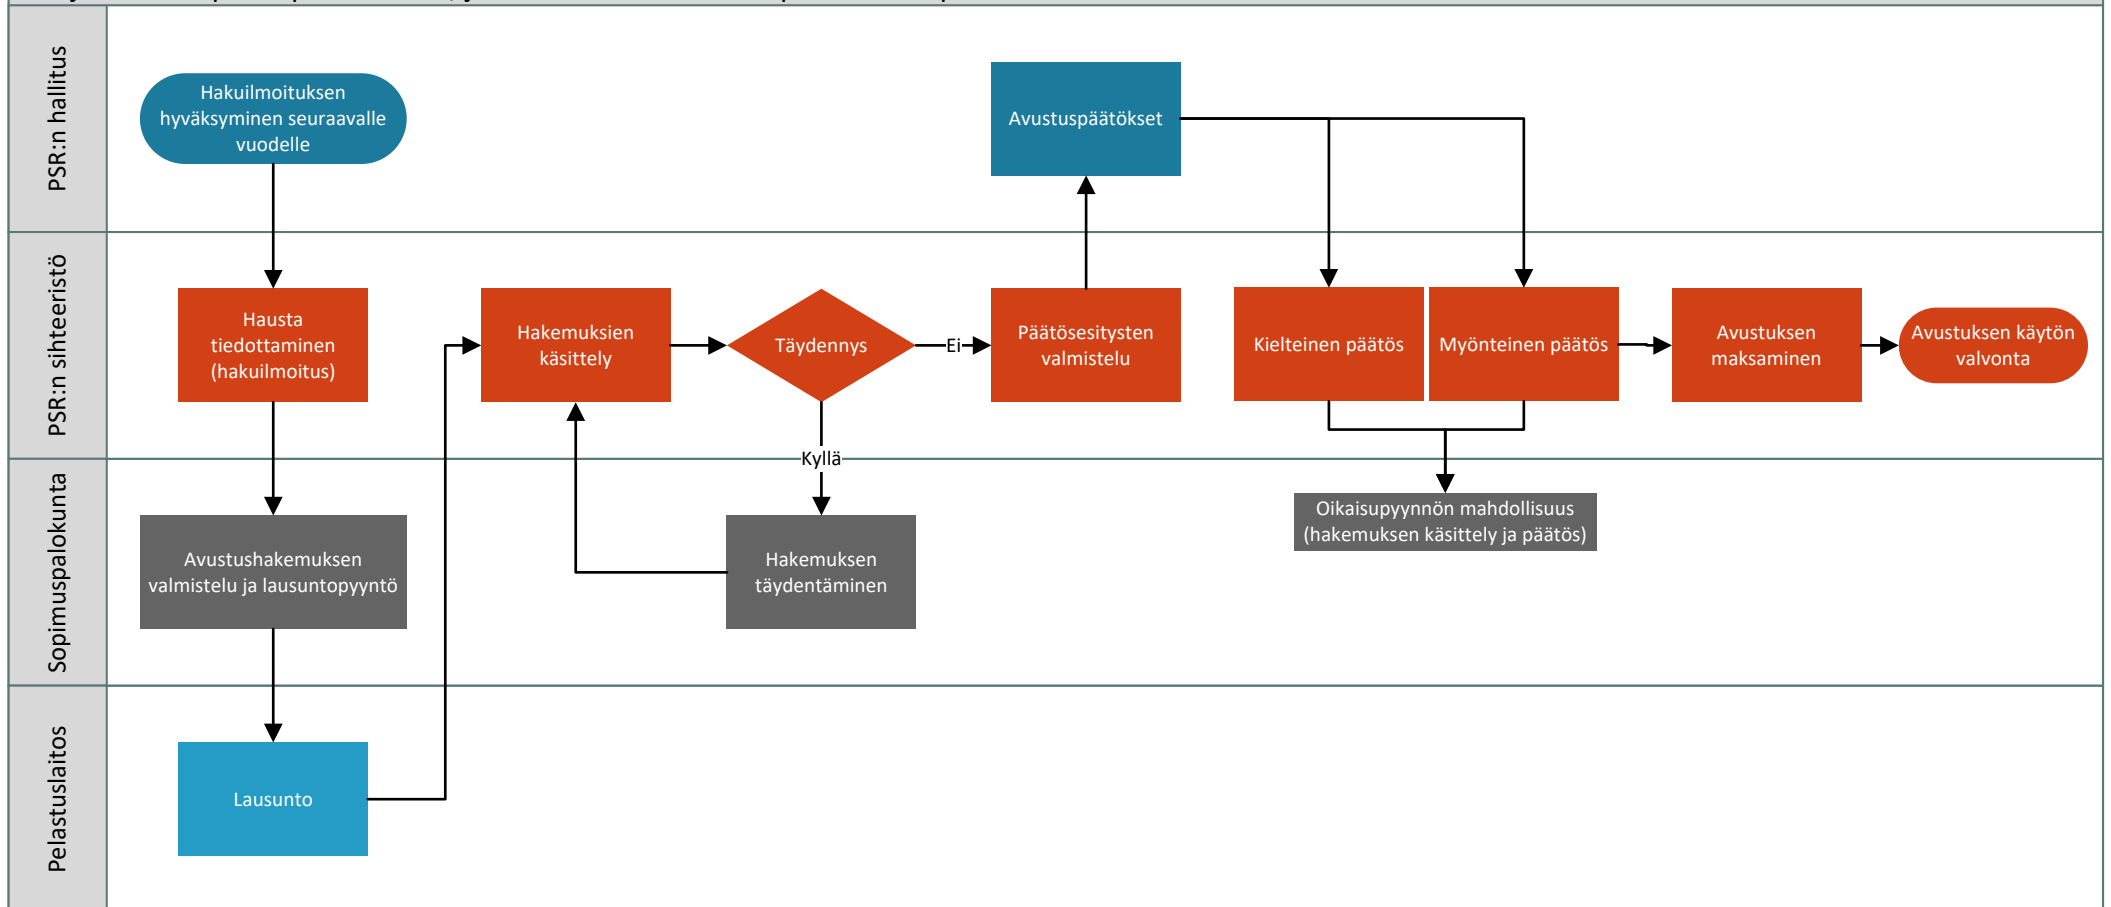 PSR:n hallitus
Hakuilmoituksen
hyväksyminen seuraavalle
vuodelle
Avustuspäätökset
PSR:n sihteeristö
Hausta
tiedottaminen
(hakuilmoitus)
Hakemuksien
käsittely
Täydennys
Ei
Päätösesitysten
valmistelu
Kielteinen päätös
Myönteinen päätös
Avustuksen
maksaminen
Avustuksen käytön
valvonta
Kyllä
Sopimuspalokunta
Avustushakemuksen
valmistelu ja lausuntopyyntö
Hakemuksen
täydentäminen
Oikaisupyynnön mahdollisuus
(hakemuksen käsittely ja päätös)
Pelastuslaitos
Lausunto